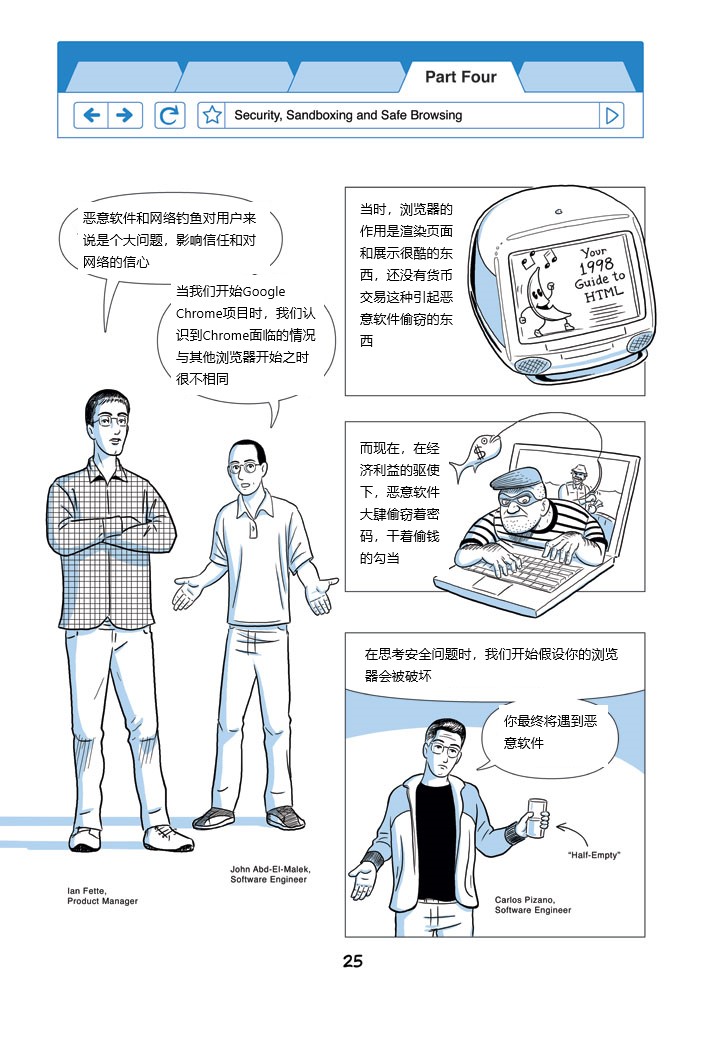 Part Four
Security, Sandboxing and Safe Browsing
恶意软件和网络钓鱼对用户来
说是个大问题，影响信任和对
网络的信心
当我们开始Google
Chrome项目时，我们认
识到Chrome面临的情况
与其他浏览器开始之时
很不相同
Ian Fette,
Product Manager
John Abd-El-Malek,
Software Engineer
当时，浏览器的
作用是渲染页面
和展示很酷的东
西，还没有货币
交易这种引起恶
意软件偷窃的东
西
Your
1998
Guide to
HTML
而现在，在经
济利益的驱使
下，恶意软件
大肆偷窃着密
码，干着偷钱
的勾当
$
在思考安全问题时，我们开始假设你的浏览
器会被破坏
你最终将遇到恶
意软件
“Half-Empty”
Carlos Pizano,
Software Engineer
25